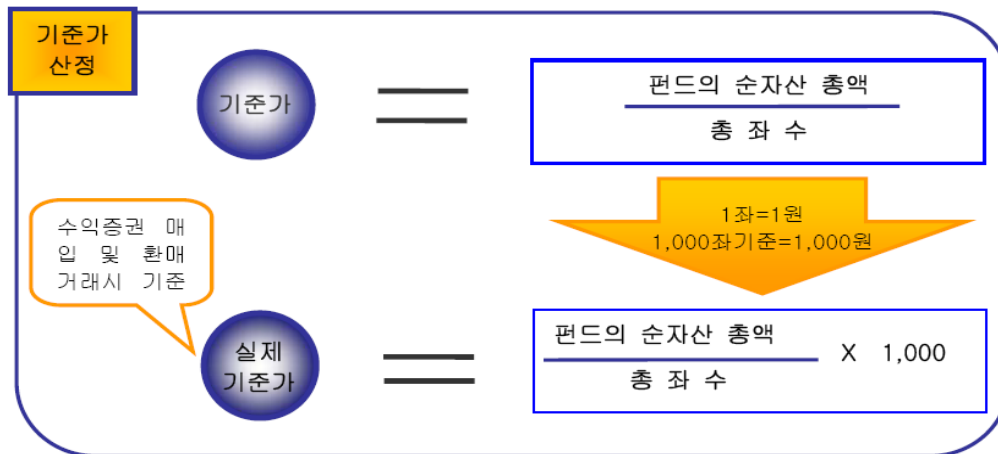 기준가
산정
기준가
펀드의 순자산 총액
총 좌 수
1좌=1원
1,000좌기준=1,000원
수익증권 매
입 및 환매
거래시 기준
실제
기준가
펀드의 순자산 총액
총 좌 수
X 1,000